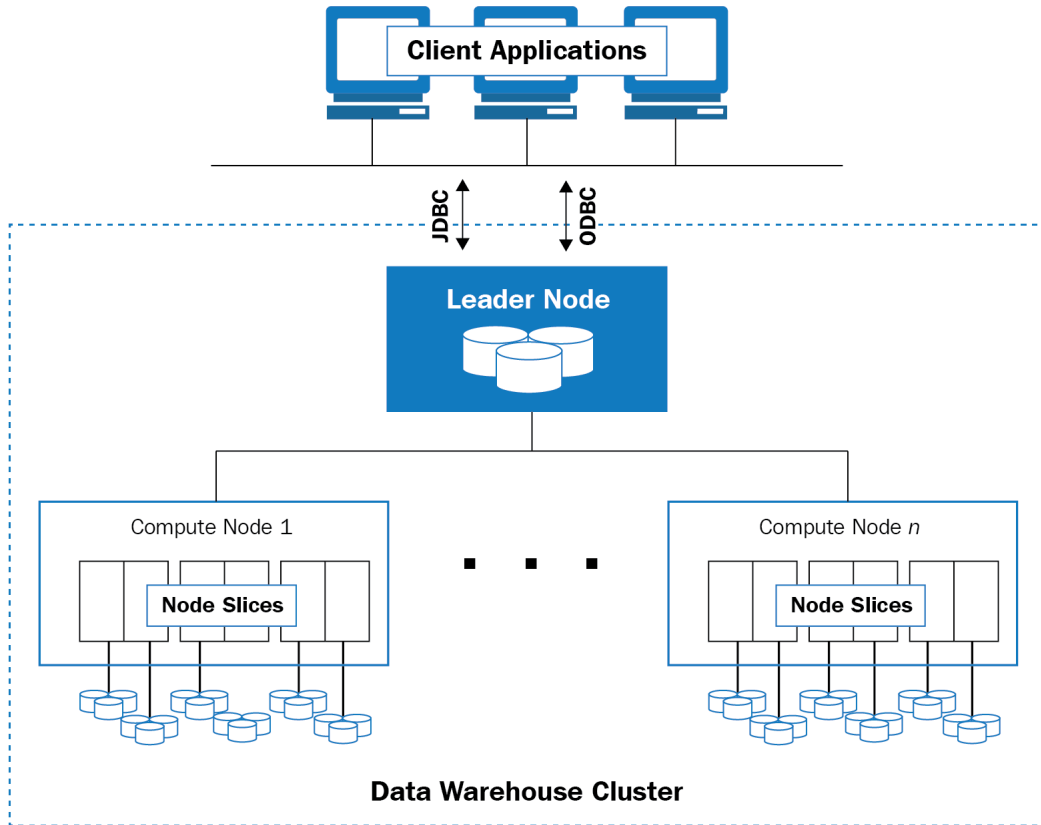 Client Applications
JDBC
ODBC
Leader Node
Compute Node 1
Compute Node n
Node Slices
Node Slices
Data Warehouse Cluster